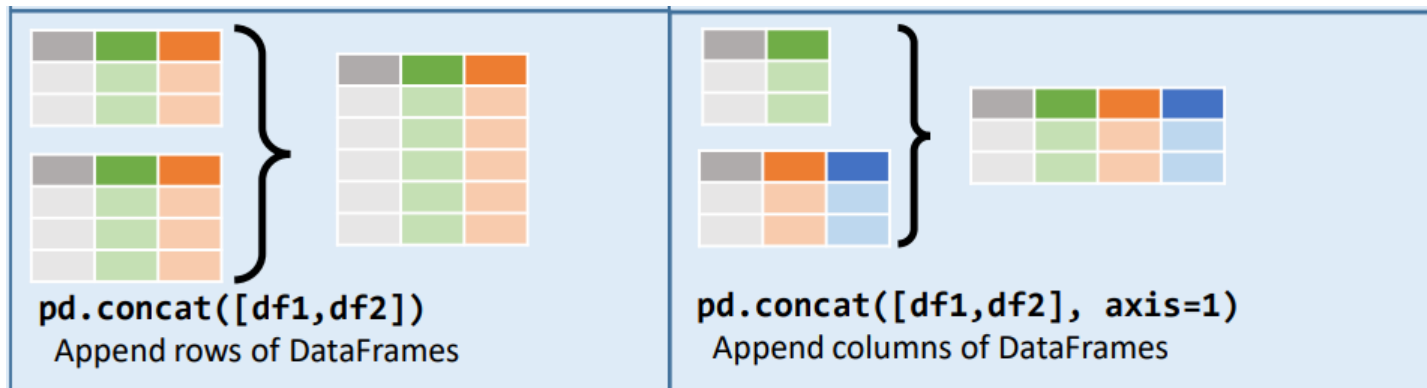 pd.concat([df1,df2])
Append rows of DataFrames
pd.concat([df1,df2], axis=1)
Append columns of DataFrames